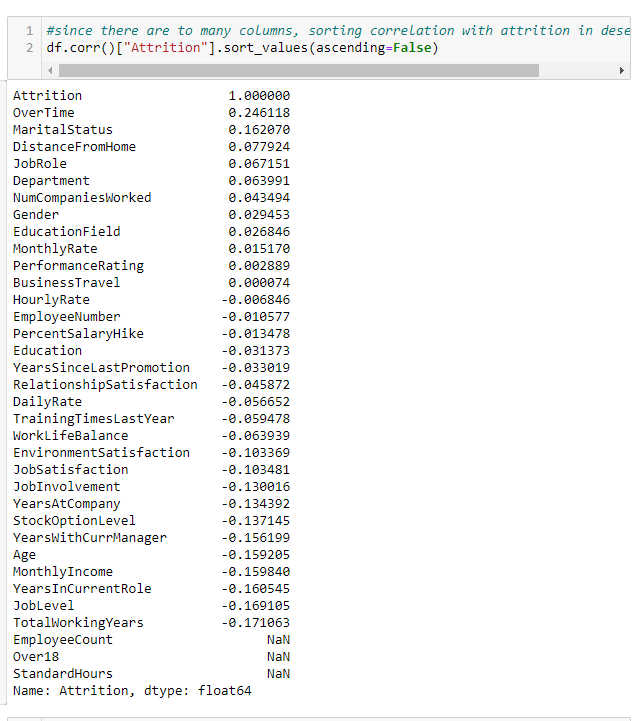 1 #since there are to many columns, sorting correlation with attrition in dese
2 df.corr()["Attrition"].sort_values(ascending=False)
Attrition 1.000000
OverTime 0.246118
MaritalStatus 0.162070
DistanceFromHome 0.077924
JobRole 0.067151
Department 0.063991
NumCompaniesWorked 0.043494
Gender 0.029453
EducationField 0.026846
MonthlyRate 0.015170
PerformanceRating 0.002889
BusinessTravel 0.000074
HourlyRate -0.006846
EmployeeNumber -0.010577
PercentSalaryHike -0.013478
Education -0.031373
YearsSinceLastPromotion -0.033019
RelationshipSatisfaction -0.045872
DailyRate -0.056652
TrainingTimesLastYear -0.059478
WorkLifeBalance -0.063939
EnvironmentSatisfaction -0.103369
JobSatisfaction -0.103481
JobInvolvement -0.130016
YearsAtCompany -0.134392
StockOptionLevel -0.137145
YearsWithCurrManager -0.156199
Age -0.159205
MonthlyIncome -0.159840
YearsInCurrentRole -0.160545
JobLevel -0.169105
TotalWorkingYears -0.171063
EmployeeCount NaN
Over18 NaN
StandardHours NaN
Name: Attrition, dtype: float64